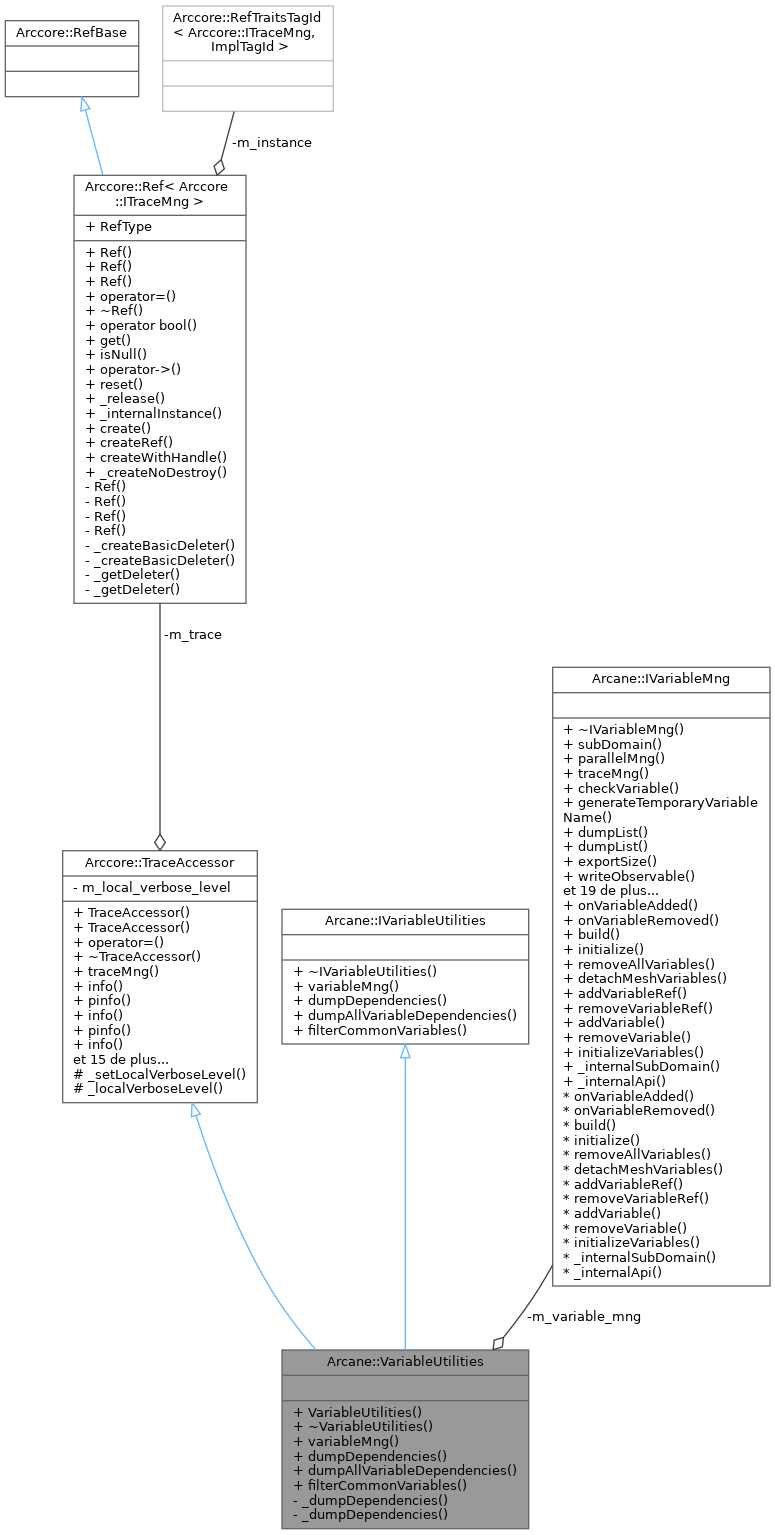 Arccore::RefBase
Arccore::RefTraitsTagId
< Arccore::ITraceMng,
ImplTagId >
-m_instance
Arccore::Ref< Arccore
::ITraceMng >
+ RefType
+ Ref()
+ Ref()
+ Ref()
+ operator=()
+ ~Ref()
+ operator bool()
+ get()
+ isNull()
+ operator->()
+ reset()
+ _release()
+ _internalInstance()
+ create()
+ createRef()
+ createWithHandle()
+ _createNoDestroy()
- Ref()
- Ref()
- Ref()
- Ref()
- _createBasicDeleter()
- _createBasicDeleter()
- _getDeleter()
- _getDeleter()
-m_trace
Arccore::TraceAccessor
- m_local_verbose_level
+ TraceAccessor()
+ TraceAccessor()
+ operator=()
+ ~TraceAccessor()
+ traceMng()
+ info()
+ pinfo()
+ info()
+ pinfo()
+ info()
et 15 de plus...
# _setLocalVerboseLevel()
# _localVerboseLevel()
Arcane::IVariableUtilities
+ ~IVariableUtilities()
+ variableMng()
+ dumpDependencies()
+ dumpAllVariableDependencies()
+ filterCommonVariables()
Arcane::IVariableMng
+ ~IVariableMng()
+ subDomain()
+ parallelMng()
+ traceMng()
+ checkVariable()
+ generateTemporaryVariable
Name()
+ dumpList()
+ dumpList()
+ exportSize()
+ writeObservable()
et 19 de plus...
+ onVariableAdded()
+ onVariableRemoved()
+ build()
+ initialize()
+ removeAllVariables()
+ detachMeshVariables()
+ addVariableRef()
+ removeVariableRef()
+ addVariable()
+ removeVariable()
+ initializeVariables()
+ _internalSubDomain()
+ _internalApi()
* onVariableAdded()
* onVariableRemoved()
* build()
* initialize()
* removeAllVariables()
* detachMeshVariables()
* addVariableRef()
* removeVariableRef()
* addVariable()
* removeVariable()
* initializeVariables()
* _internalSubDomain()
* _internalApi()
-m_variable_mng
Arcane::VariableUtilities
+ VariableUtilities()
+ ~VariableUtilities()
+ variableMng()
+ dumpDependencies()
+ dumpAllVariableDependencies()
+ filterCommonVariables()
- _dumpDependencies()
- _dumpDependencies()